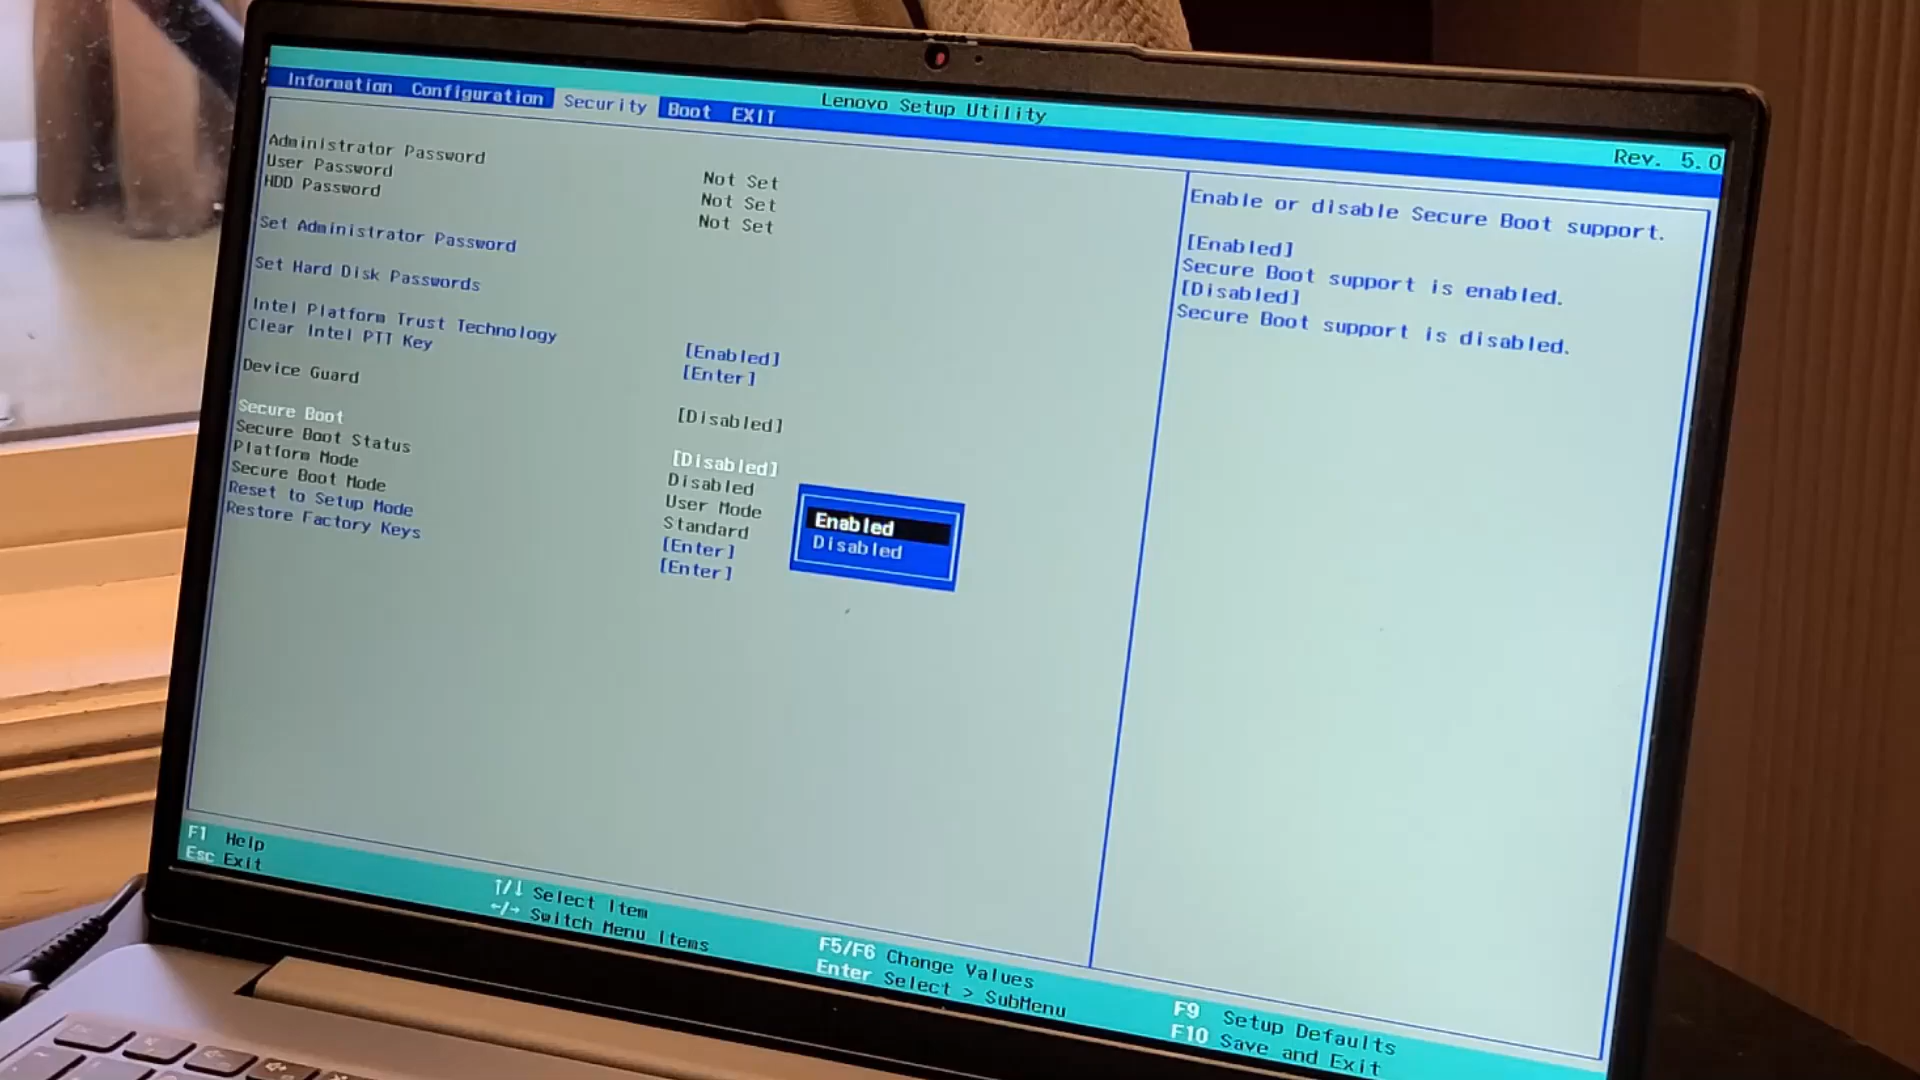 Lenovo Setup Utility
Information Configuration Security Boot EXIT
Rev. 5.0
Administrator Password Not Set
User Password Not Set
HDD Password Not Set
Set Administrator Password
Set Hard Disk Passwords
Intel Platform Trust Technology [Enabled]
Clear Intel PTT Key [Enter]
Device Guard [Disabled]
Secure Boot [Disabled]
Secure Boot Status Disabled
Platform Mode User Mode
Secure Boot Mode Standard
Reset to Setup Mode [Enter]
Restore Factory Keys [Enter]
Enabled
Disabled
Enable or disable Secure Boot support.
[Enabled]
Secure Boot support is enabled.
[Disabled]
Secure Boot support is disabled.
F1 Help ↑/↓ Select Item F5/F6 Change Values F9 Setup Defaults
Esc Exit ←/→ Switch Menu Items Enter Select > SubMenu F10 Save and Exit